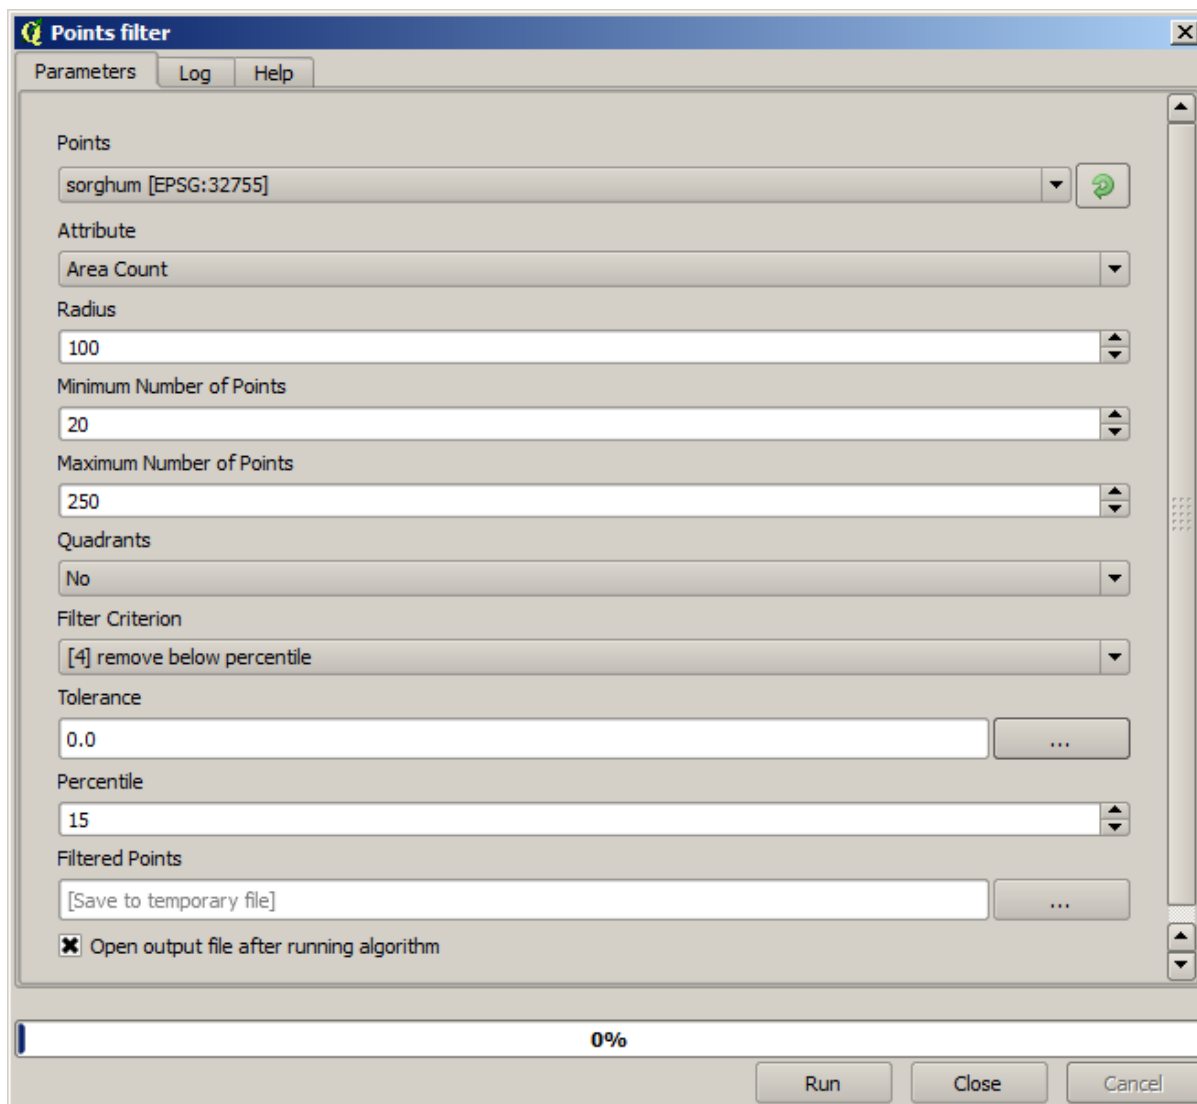 Points filter
Parameters Log Help
Points
sorghum [EPSG:32755]
Attribute
Area Count
Radius
100
Minimum Number of Points
20
Maximum Number of Points
250
Quadrants
No
Filter Criterion
[4] remove below percentile
Tolerance
0.0
...
Percentile
15
Filtered Points
[Save to temporary file]
...
Open output file after running algorithm
0%
Run Close Cancel